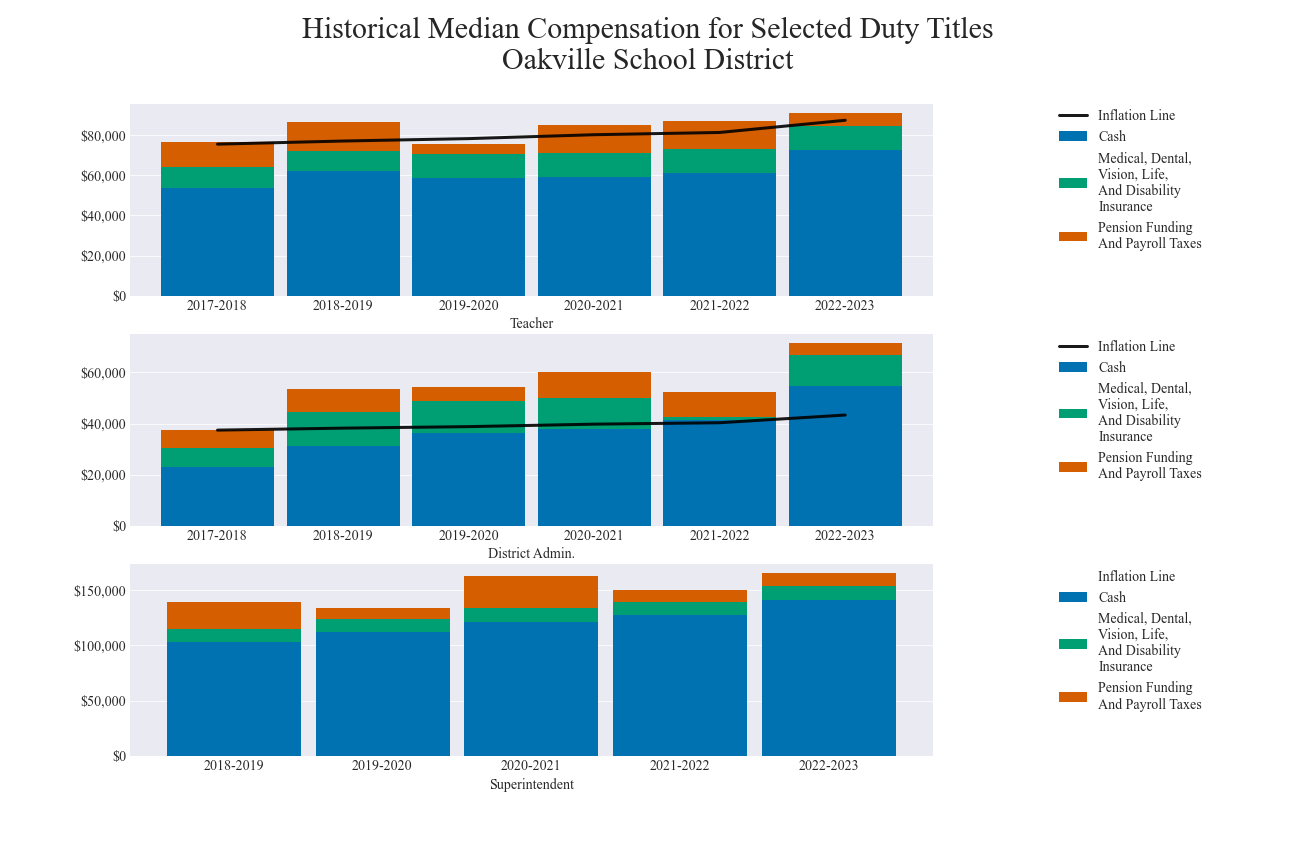 Historical Median Compensation for Selected Duty Titles
Oakville School District
$80,000
$60,000
$40,000
$20,000
$0
2017-2018 2018-2019 2019-2020 2020-2021 2021-2022 2022-2023
Teacher
Inflation Line
Cash
Medical, Dental,
Vision, Life,
And Disability
Insurance
Pension Funding
And Payroll Taxes
$60,000
$40,000
$20,000
$0
2017-2018 2018-2019 2019-2020 2020-2021 2021-2022 2022-2023
District Admin.
Inflation Line
Cash
Medical, Dental,
Vision, Life,
And Disability
Insurance
Pension Funding
And Payroll Taxes
$150,000
$100,000
$50,000
$0
2018-2019 2019-2020 2020-2021 2021-2022 2022-2023
Superintendent
Inflation Line
Cash
Medical, Dental,
Vision, Life,
And Disability
Insurance
Pension Funding
And Payroll Taxes